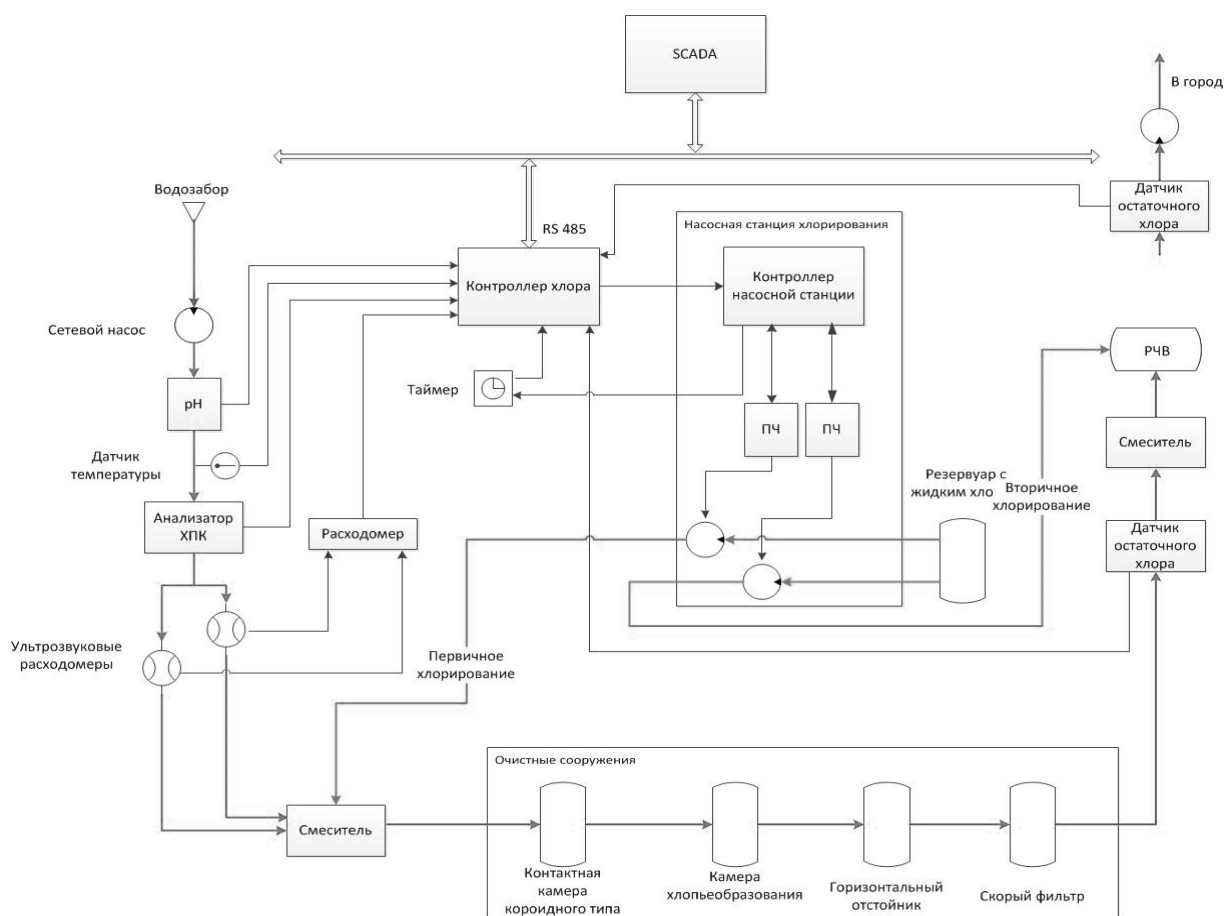 SCADA
В город
Водозабор
Датчик
остаточного
хлора
RS 485
Насосная станция хлорирования
Контроллер хлора
Контроллер
насосной станции
Сетевой насос
РЧВ
Таймер
pH
ПЧ
ПЧ
Смеситель
Датчик
температуры
Резервуар с
жидким хло
Вторичное
хлорирование
Анализатор
ХПК
Расходомер
Датчик
остаточного
хлора
Ультрозвуковые
расходомеры
Первичное
хлорирование
Очистные сооружения
Смеситель
Контактная
камера
короидного типа
Камера
хлопьеобразования
Горизонтальный
отстойник
Скорый фильтр